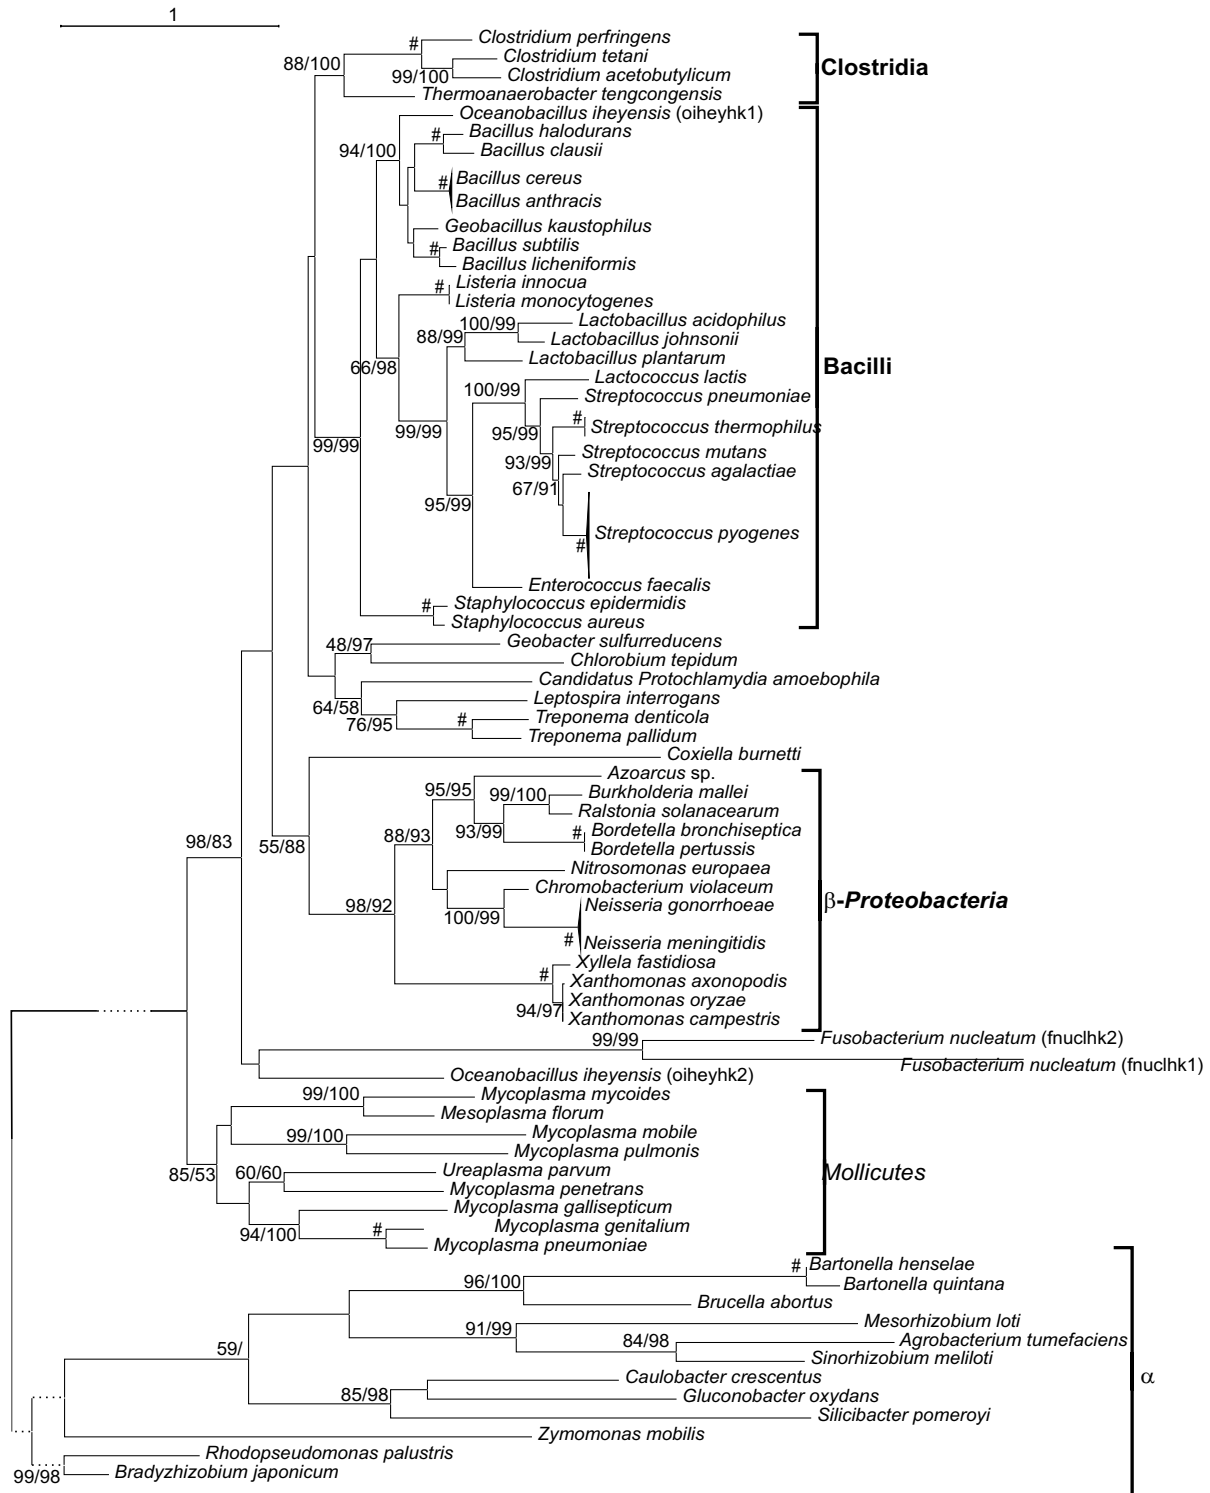 1
#
Clostridium perfringens
88/100
Clostridium tetani
99/100
Clostridium acetobutylicum
Clostridia
Thermoanaerobacter tengcongensis
Oceanobacillus iheyensis (oiheyhk1)
#
Bacillus halodurans
94/100
Bacillus clausii
#
Bacillus cereus
Bacillus anthracis
Geobacillus kaustophilus
#
Bacillus subtilis
Bacillus licheniformis
#
Listeria innocua
Listeria monocytogenes
100/99
Lactobacillus acidophilus
88/99
Lactobacillus johnsonii
Lactobacillus plantarum
66/98
Bacilli
Lactococcus lactis
100/99
Streptococcus pneumoniae
#
Streptococcus thermophilus
99/99
99/99
95/99
Streptococcus mutans
93/99
Streptococcus agalactiae
67/91
95/99
Streptococcus pyogenes
#
Enterococcus faecalis
#
Staphylococcus epidermidis
Staphylococcus aureus
Geobacter sulfurreducens
48/97
Chlorobium tepidum
Candidatus Protochlamydia amoebophila
64/58
Leptospira interrogans
76/95
#
Treponema denticola
Treponema pallidum
Coxiella burnetti
Azoarcus sp.
95/95
99/100
Burkholderia mallei
Ralstonia solanacearum
98/83
55/88
88/93
93/99
#
Bordetella bronchiseptica
Bordetella pertussis
Nitrosomonas europaea
Chromobacterium violaceum
98/92
100/99
Neisseria gonorrhoeae
β-Proteobacteria
#
Neisseria meningitidis
Xyllela fastidiosa
#
Xanthomonas axonopodis
Xanthomonas oryzae
94/97
Xanthomonas campestris
99/99
Fusobacterium nucleatum (fnuclhk2)
Fusobacterium nucleatum (fnuclhk1)
Oceanobacillus iheyensis (oiheyhk2)
99/100
Mycoplasma mycoides
Mesoplasma florum
99/100
Mycoplasma mobile
Mycoplasma pulmonis
85/53
60/60
Ureaplasma parvum
Mollicutes
Mycoplasma penetrans
Mycoplasma gallisepticum
94/100
#
Mycoplasma genitalium
Mycoplasma pneumoniae
#
Bartonella henselae
96/100
Bartonella quintana
Brucella abortus
Mesorhizobium loti
91/99
84/98
Agrobacterium tumefaciens
59/
Sinorhizobium meliloti
Caulobacter crescentus
α
85/98
Gluconobacter oxydans
Silicibacter pomeroyi
Zymomonas mobilis
Rhodopseudomonas palustris
99/98
Bradyzhizobium japonicum